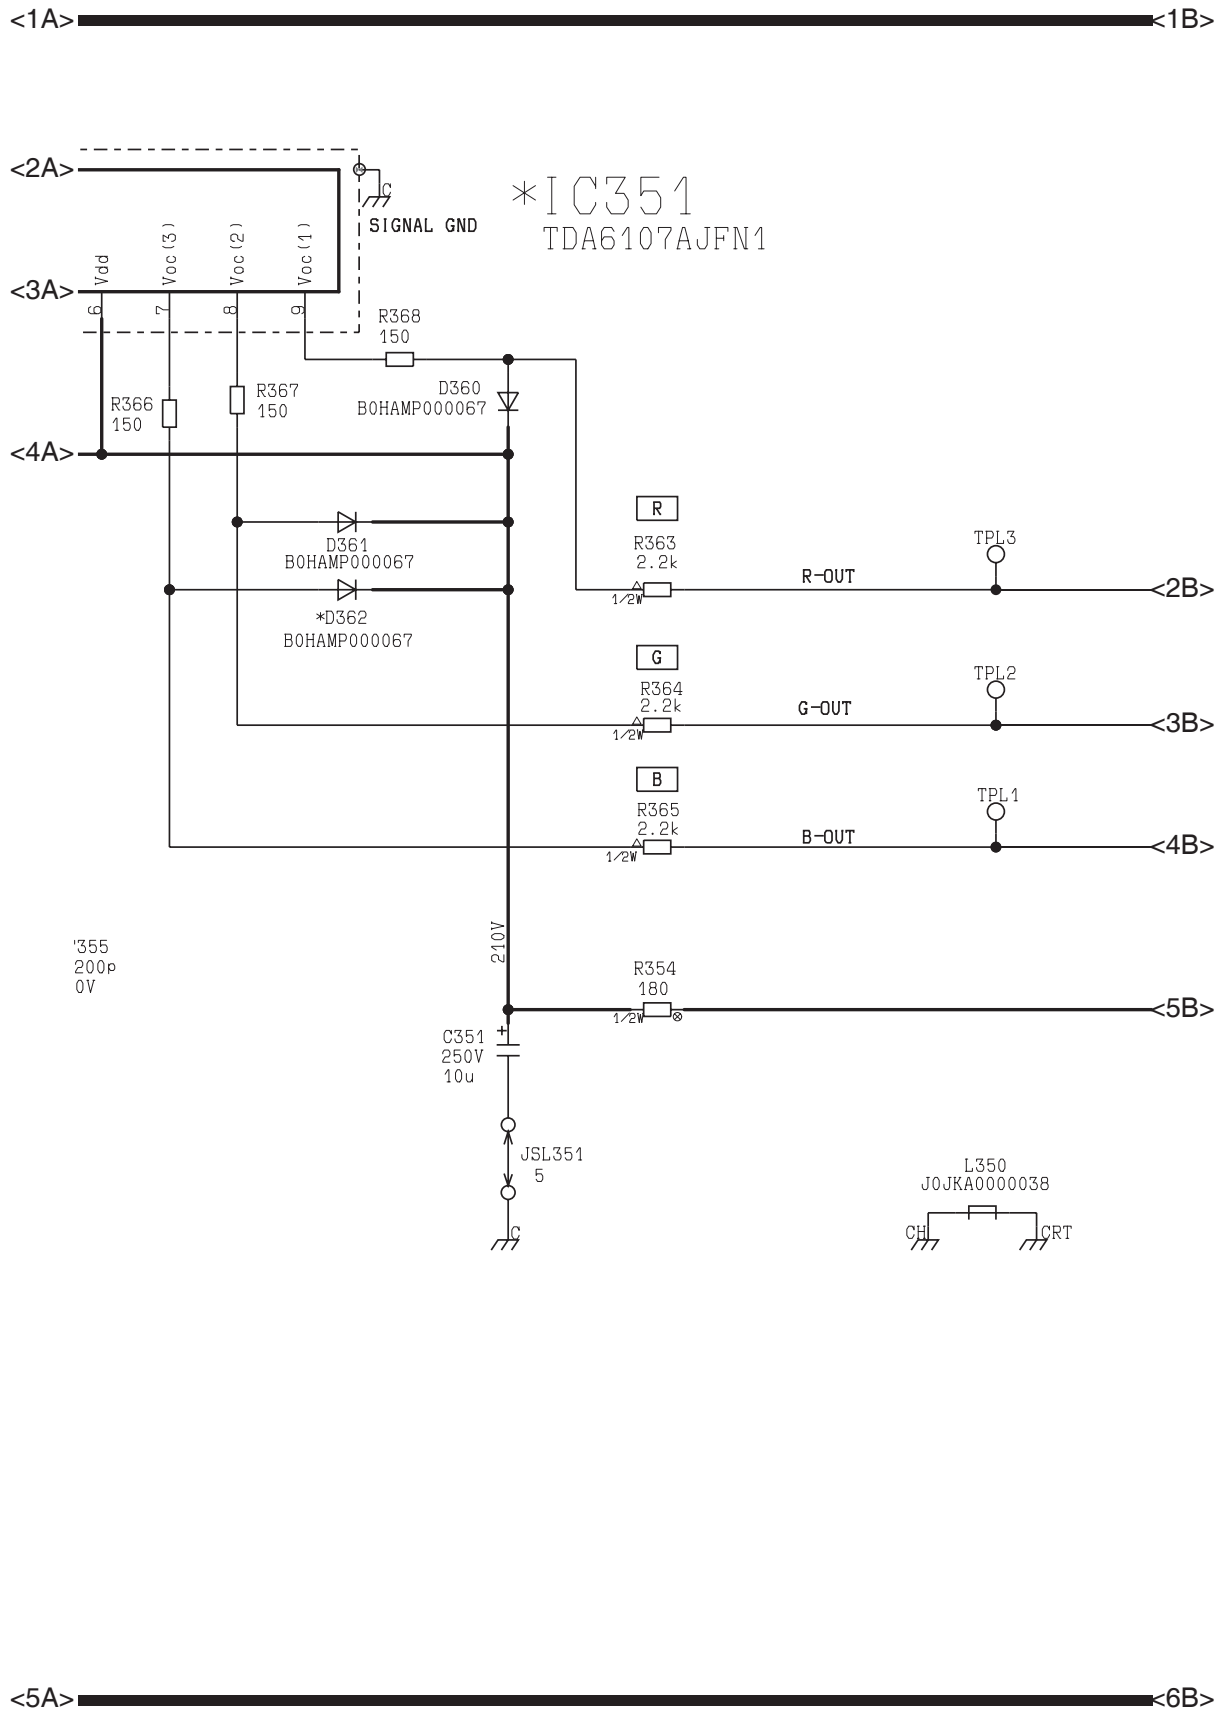 <1A> <1B>
<2A>
C
SIGNAL GND
*IC351
TDA6107AJFN1
Vdd Voc(3) Voc(2) Voc(1)
<3A>
6 7 8 9
R368
150
R366
150
R367
150
D360
B0HAMP000067
<4A>
D361
B0HAMP000067
*D362
B0HAMP000067
R
R363
2.2k
1/2W
R-OUT
TPL3
<2B>
G
R364
2.2k
1/2W
G-OUT
TPL2
<3B>
B
R365
2.2k
1/2W
B-OUT
TPL1
<4B>
210V
'355
200p
0V
R354
180
1/2W
<5B>
+
C351
250V
10u
JSL351
5
C
L350
J0JKA0000038
CH CRT
<5A> <6B>